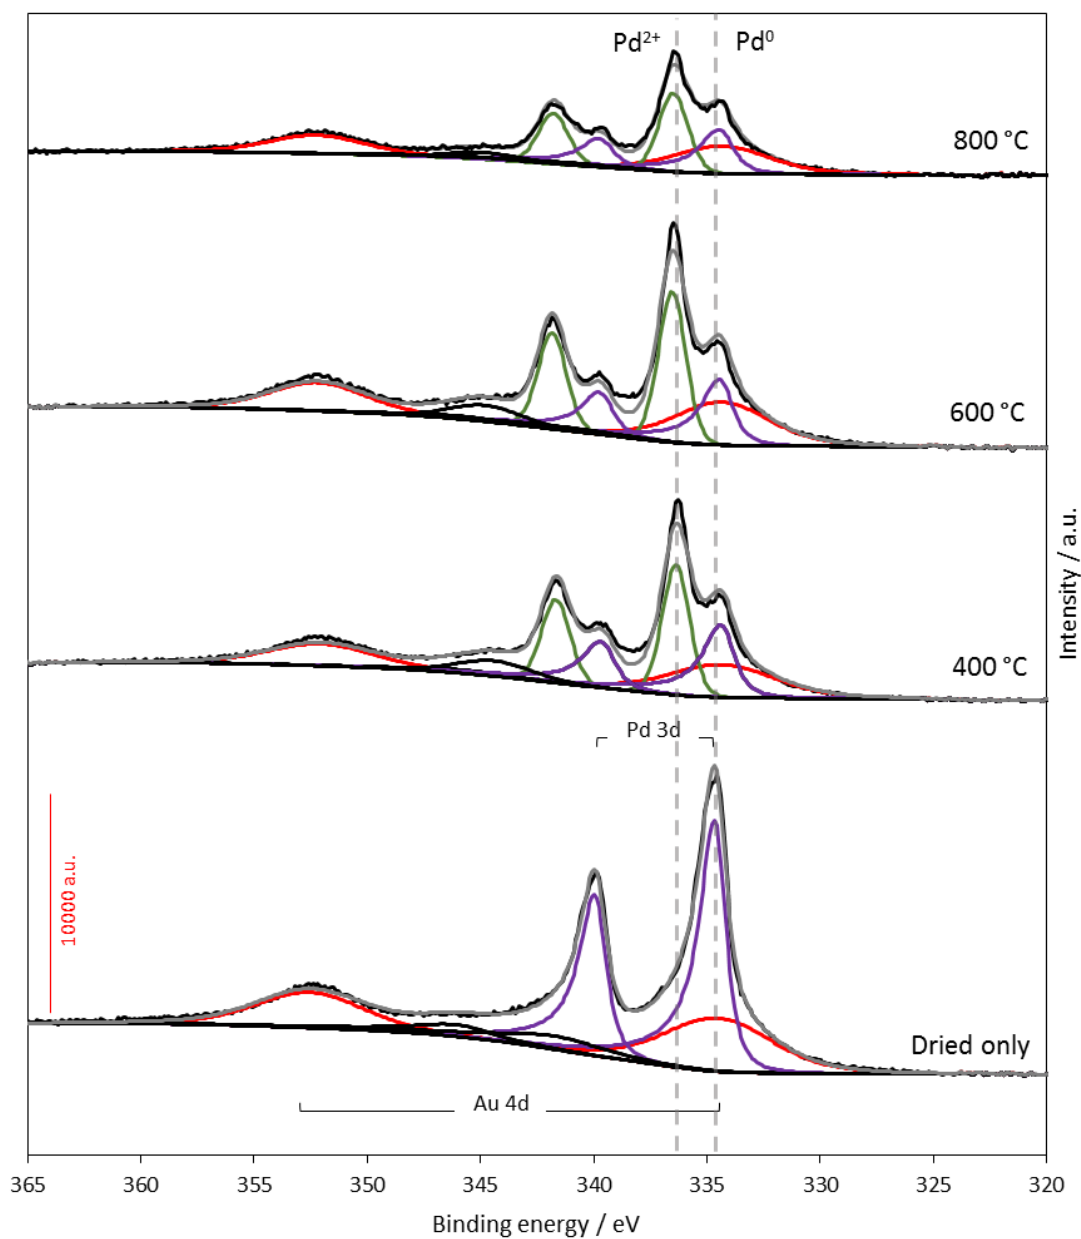 Pd²⁺ Pd⁰
800 °C
600 °C
400 °C
Pd 3d
10000 a.u.
Dried only
Au 4d
Intensity / a.u.
365 360 355 350 345 340 335 330 325 320
Binding energy / eV